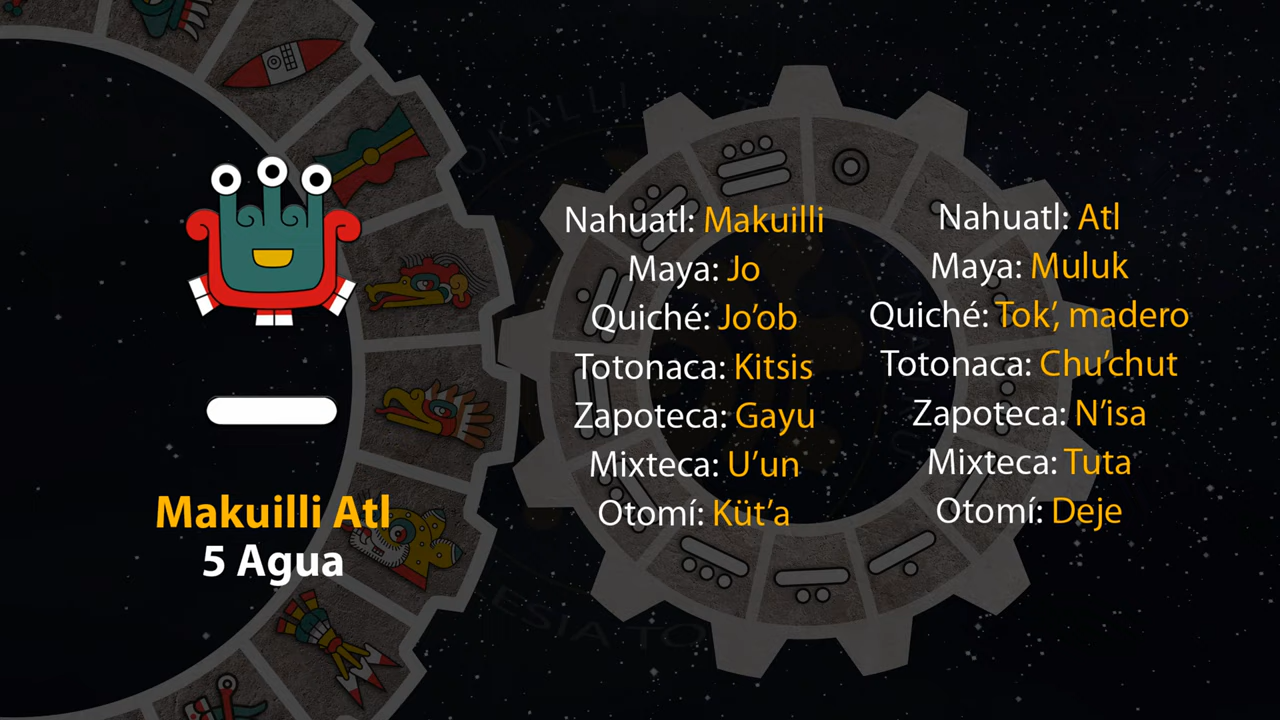 Makuilli Atl
5 Agua
Nahuatl: Makuilli
Maya: Jo
Quiché: Jo’ob
Totonaca: Kitsis
Zapoteca: Gayu
Mixteca: U’un
Otomí: Küt’a
Nahuatl: Atl
Maya: Muluk
Quiché: Tok’, madero
Totonaca: Chu’chut
Zapoteca: N’isa
Mixteca: Tuta
Otomí: Deje